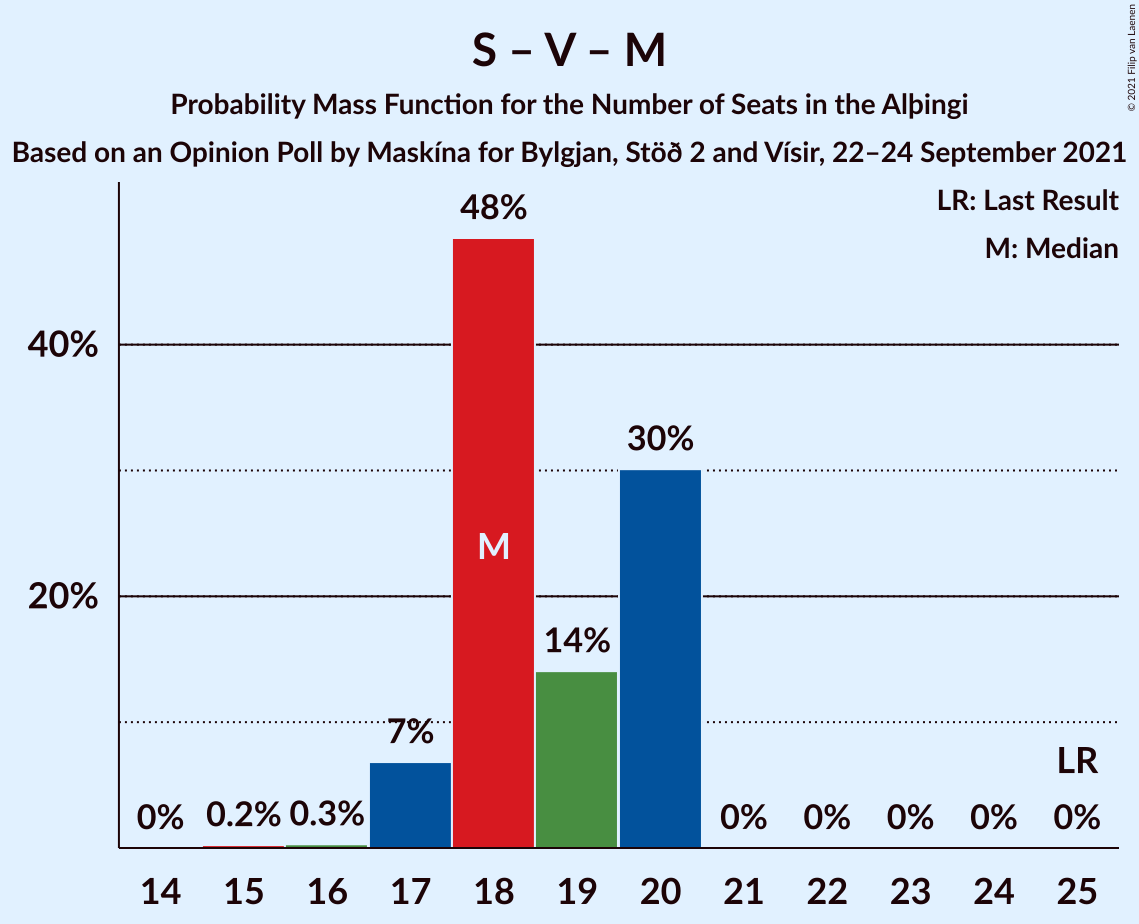 S – V – M
Probability Mass Function for the Number of Seats in the Alþingi
Based on an Opinion Poll by Maskína for Bylgjan, Stöð 2 and Vísir, 22–24 September 2021
© 2021 Filip van Laenen
LR: Last Result
M: Median
48%
40%
30%
M
20%
14%
7%
LR
0% 0.2% 0.3% 0% 0% 0% 0% 0%
14 15 16 17 18 19 20 21 22 23 24 25